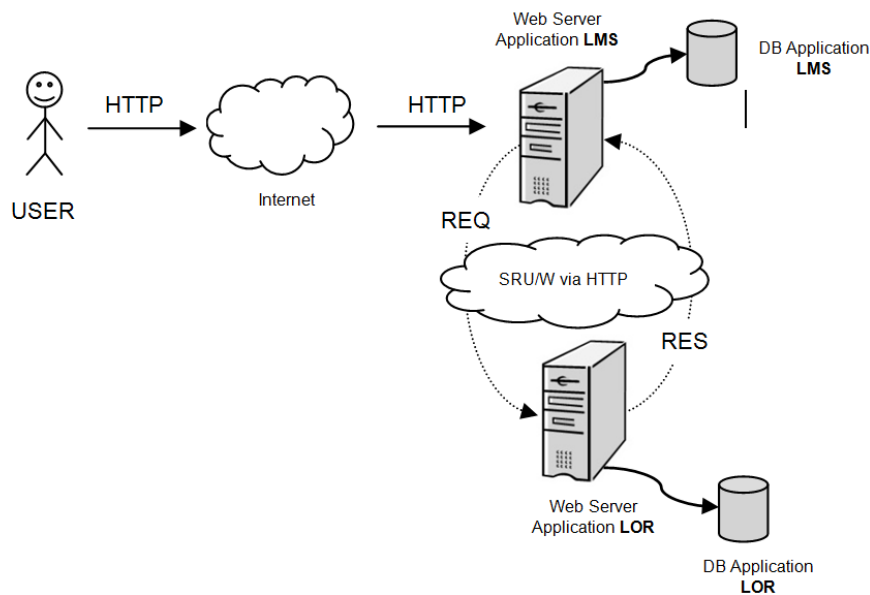 Web Server
Application LMS
DB Application
LMS
HTTP
HTTP
Internet
USER
REQ
SRU/W via HTTP
RES
Web Server
Application LOR
DB Application
LOR